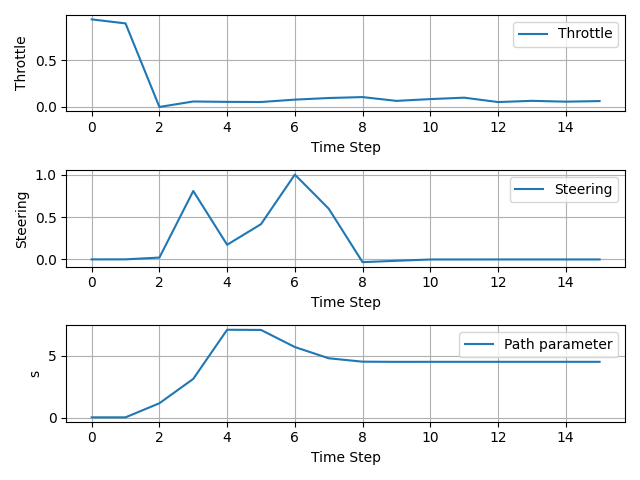 Throttle
0.5
0.0
Throttle
0 2 4 6 8 10 12 14
Time Step
1.0
0.5
0.0
Steering
Steering
0 2 4 6 8 10 12 14
Time Step
5
0
s
Path parameter
0 2 4 6 8 10 12 14
Time Step